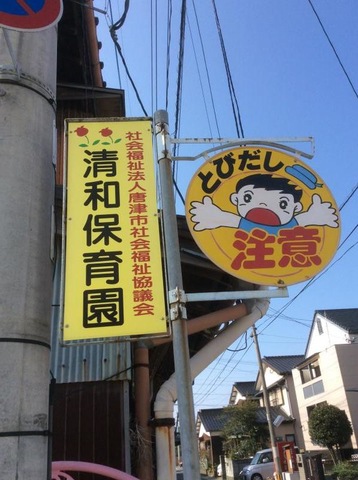 社会福祉法人唐津市社会福祉協議会
清和保育園
とびだし
注意